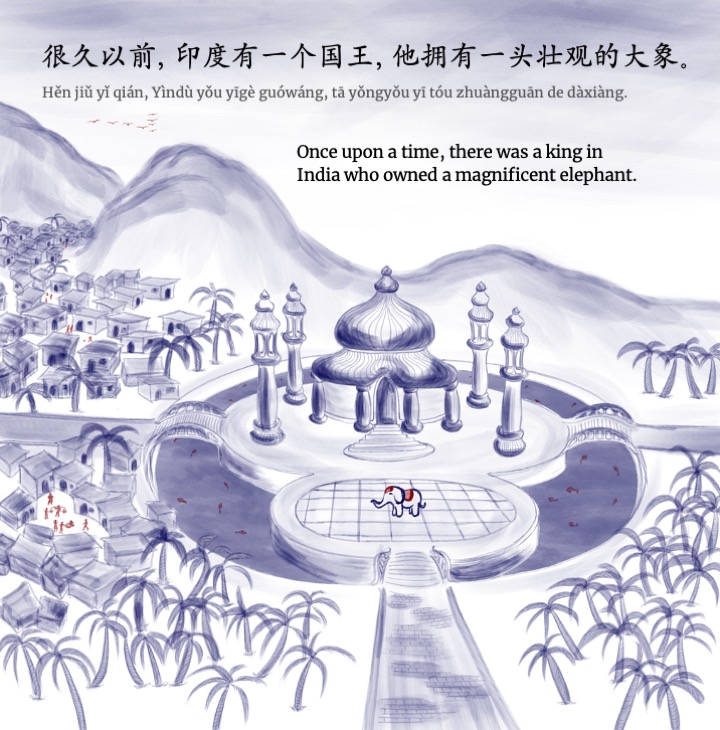 很久以前, 印度有一个国王, 他拥有一头壮观的大象。
Hěn jiǔ yǐ qián, Yìndù yǒu yīgè guówáng, tā yǒngyǒu yī tóu zhuàngguān de dàxiàng.
Once upon a time, there was a king in
India who owned a magnificent elephant.